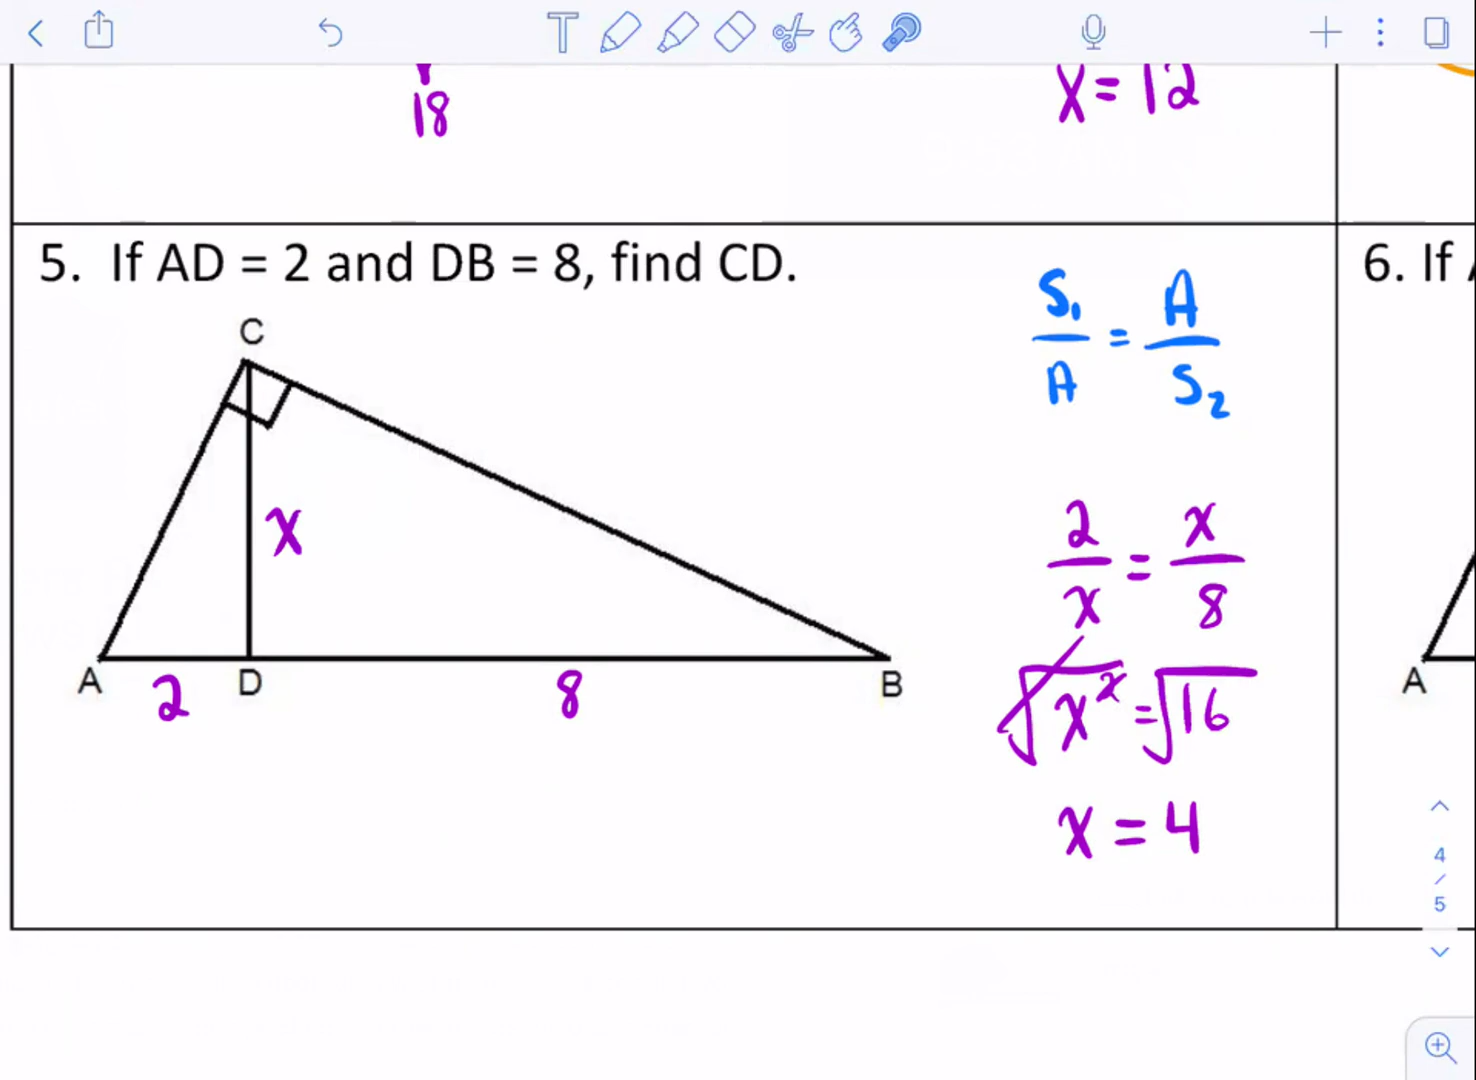 18
x = 12
5. If AD = 2 and DB = 8, find CD.
6. If
S₁/A = A/S₂
C
x
2/x = x/8
A
2
D
8
B
√x² = √16
A
x = 4
4
/
5